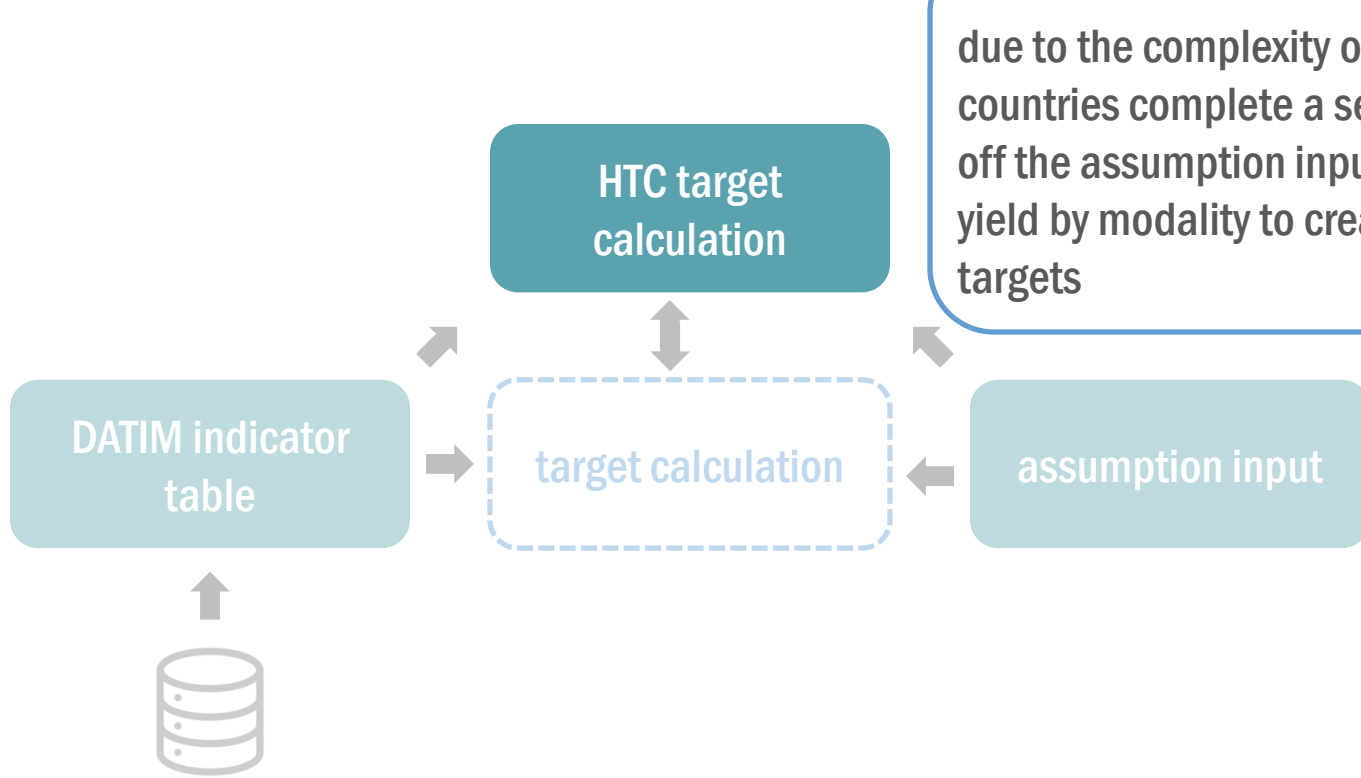 due to the complexity o
countries complete a se
off the assumption inpu
yield by modality to crea
targets
HTC target
calculation
DATIM indicator
table
target calculation
assumption input